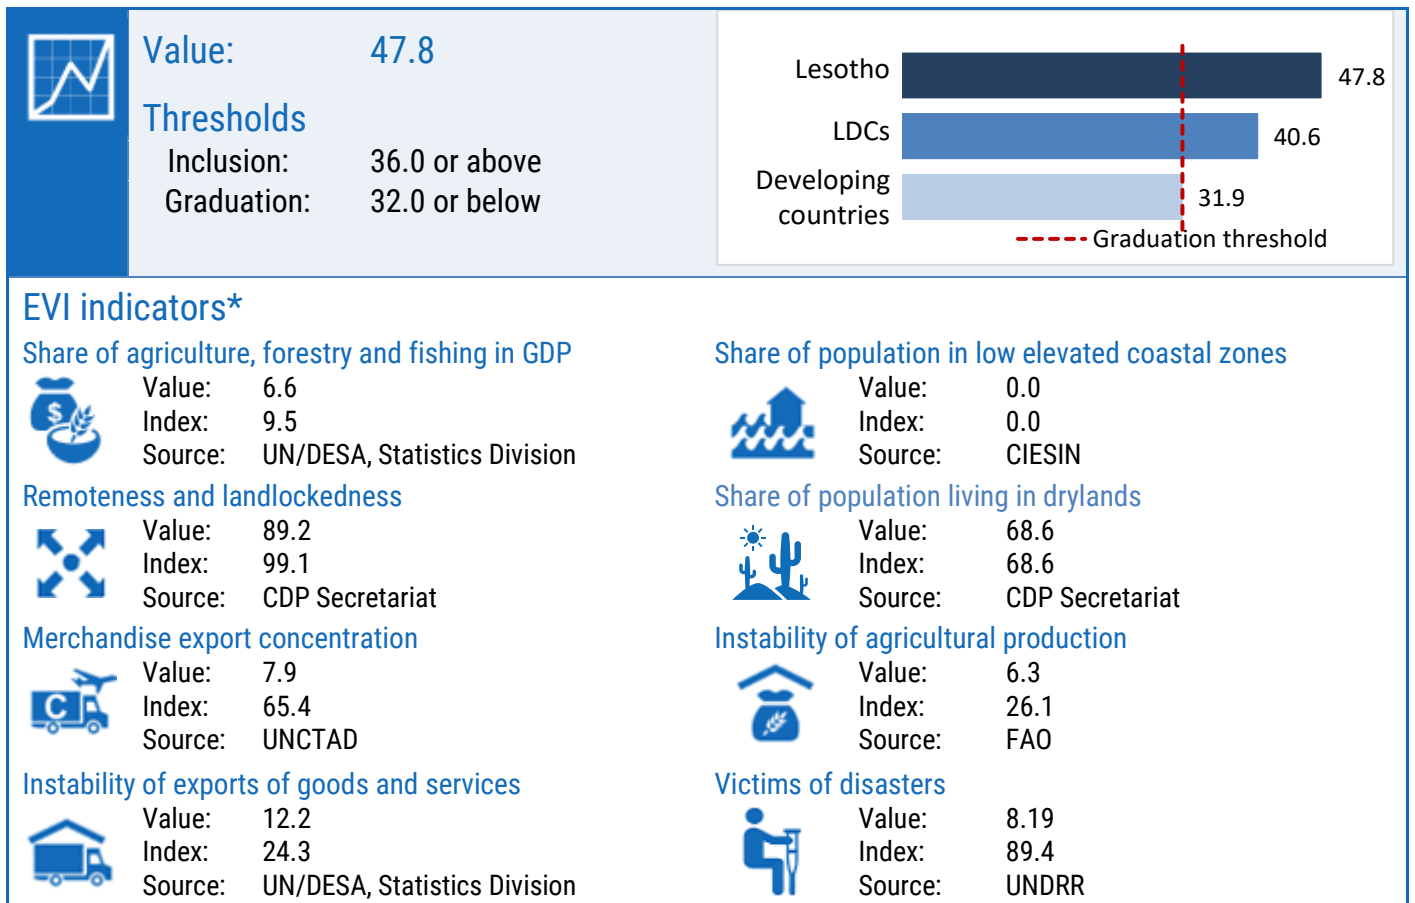 Value: 47.8
Thresholds
Inclusion: 36.0 or above
Graduation: 32.0 or below
Lesotho 47.8
LDCs 40.6
Developing
countries 31.9
Graduation threshold
EVI indicators*
Share of agriculture, forestry and fishing in GDP
Value: 6.6
Index: 9.5
Source: UN/DESA, Statistics Division
Remoteness and landlockedness
Value: 89.2
Index: 99.1
Source: CDP Secretariat
Merchandise export concentration
C
Value: 7.9
Index: 65.4
Source: UNCTAD
Instability of exports of goods and services
Value: 12.2
Index: 24.3
Source: UN/DESA, Statistics Division
Share of population in low elevated coastal zones
Value: 0.0
Index: 0.0
Source: CIESIN
Share of population living in drylands
Value: 68.6
Index: 68.6
Source: CDP Secretariat
Instability of agricultural production
Value: 6.3
Index: 26.1
Source: FAO
Victims of disasters
Value: 8.19
Index: 89.4
Source: UNDRR